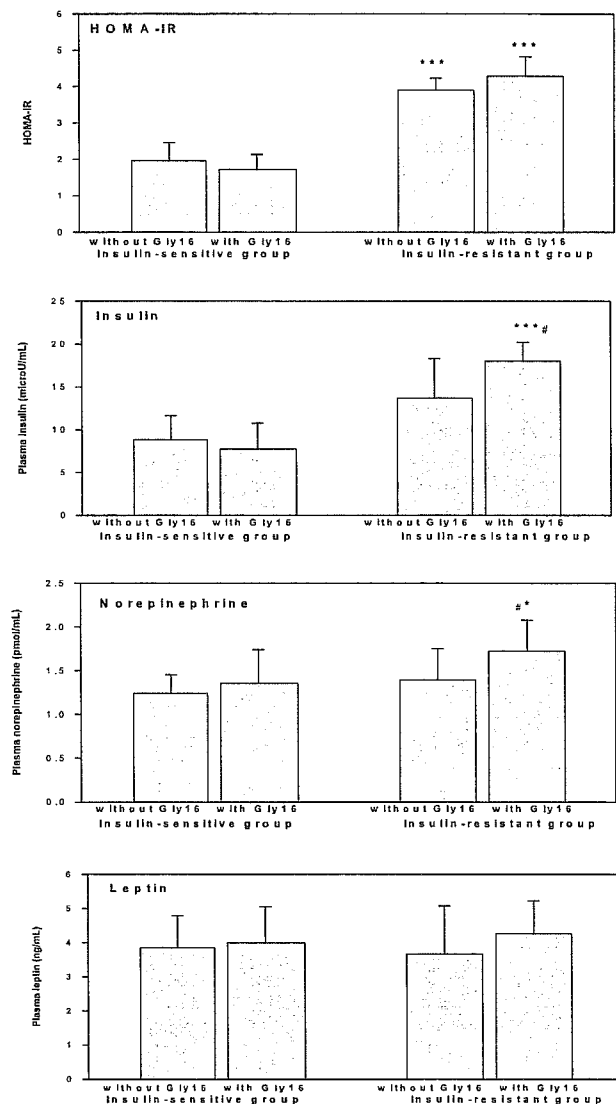 HOMA-IR
6
5
4
3
2
1
0
HOMA-IR
***
***
without Gly16 with Gly16 without Gly16 with Gly16
Insulin-sensitive group Insulin-resistant group
Insulin
25
20
15
10
5
0
Plasma insulin (microU/mL)
***#
without Gly16 with Gly16 without Gly16 with Gly16
Insulin-sensitive group Insulin-resistant group
Norepinephrine
2.5
2.0
1.5
1.0
0.5
0.0
Plasma norepinephrine (pmol/mL)
#*
without Gly16 with Gly16 without Gly16 with Gly16
Insulin-sensitive group Insulin-resistant group
Leptin
6
5
4
3
2
1
0
Plasma leptin (ng/mL)
without Gly16 with Gly16 without Gly16 with Gly16
Insulin-sensitive group Insulin-resistant group